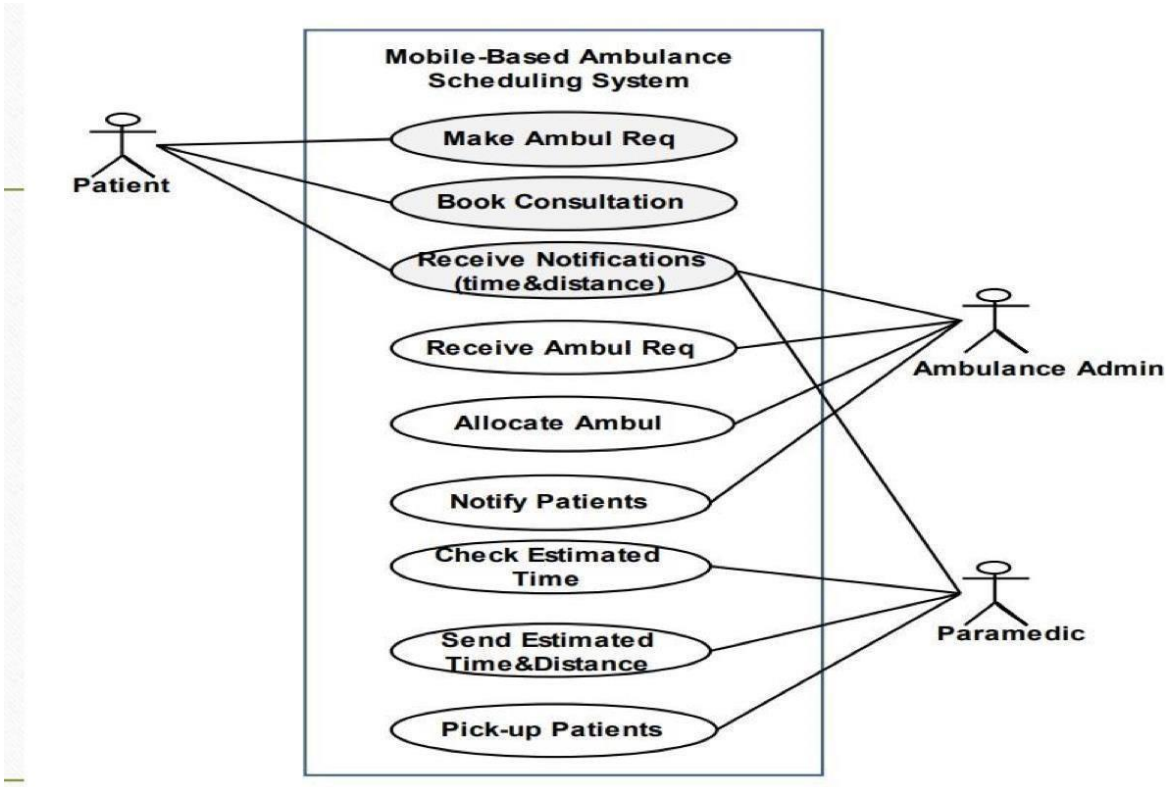 Mobile-Based Ambulance
Scheduling System
Make Ambul Req
Patient
Book Consultation
Receive Notifications
(time&distance)
Receive Ambul Req
Ambulance Admin
Allocate Ambul
Notify Patients
Check Estimated
Time
Paramedic
Send Estimated
Time&Distance
Pick-up Patients